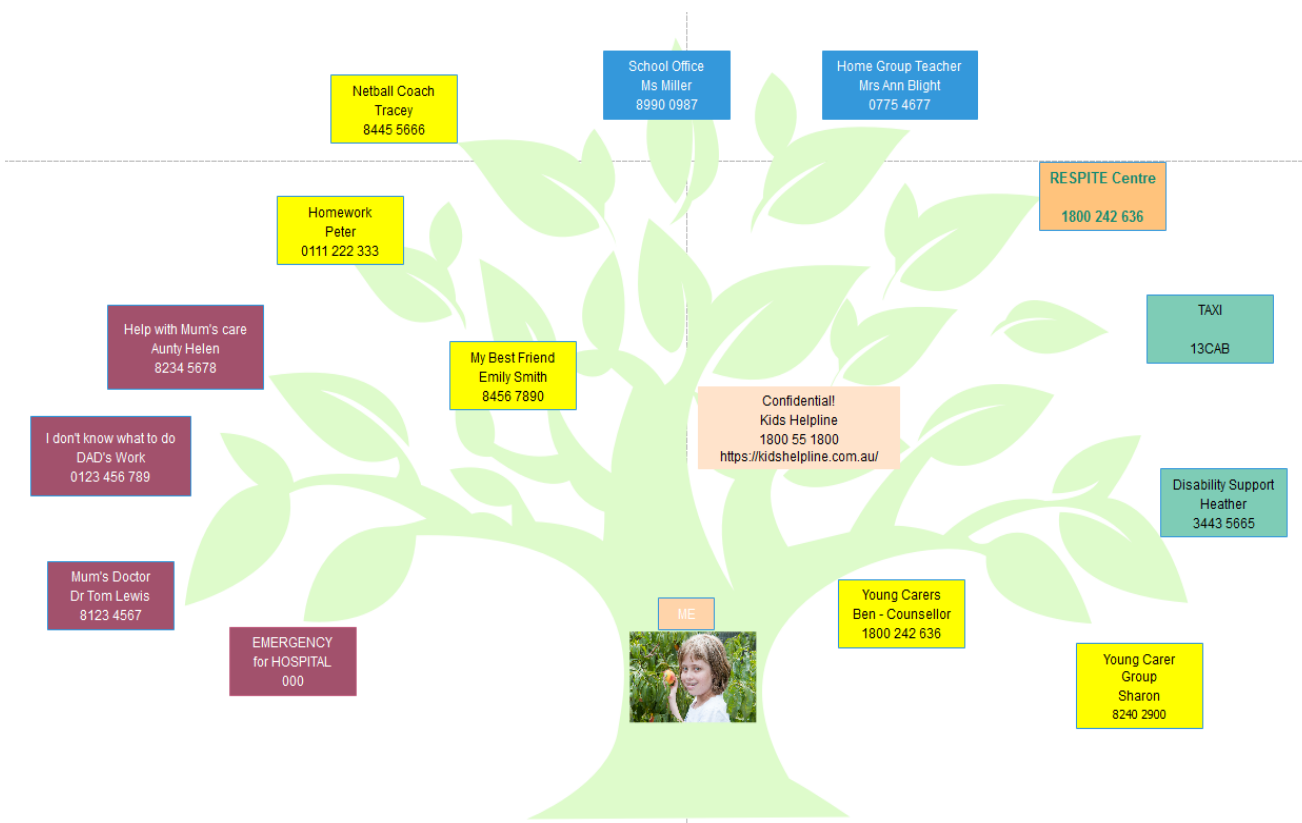 School Office
Ms Miller
8990 0987
Home Group Teacher
Mrs Ann Blight
0775 4677
Netball Coach
Tracey
8445 5666
RESPITE Centre
1800 242 636
Homework
Peter
0111 222 333
TAXI
13CAB
Help with Mum's care
Aunty Helen
8234 5678
My Best Friend
Emily Smith
8456 7890
Confidential!
Kids Helpline
1800 55 1800
https://kidshelpline.com.au/
I don't know what to do
DAD's Work
0123 456 789
Disability Support
Heather
3443 5665
Mum's Doctor
Dr Tom Lewis
8123 4567
Young Carers
Ben - Counsellor
1800 242 636
ME
EMERGENCY
for HOSPITAL
000
Young Carer
Group
Sharon
8240 2900